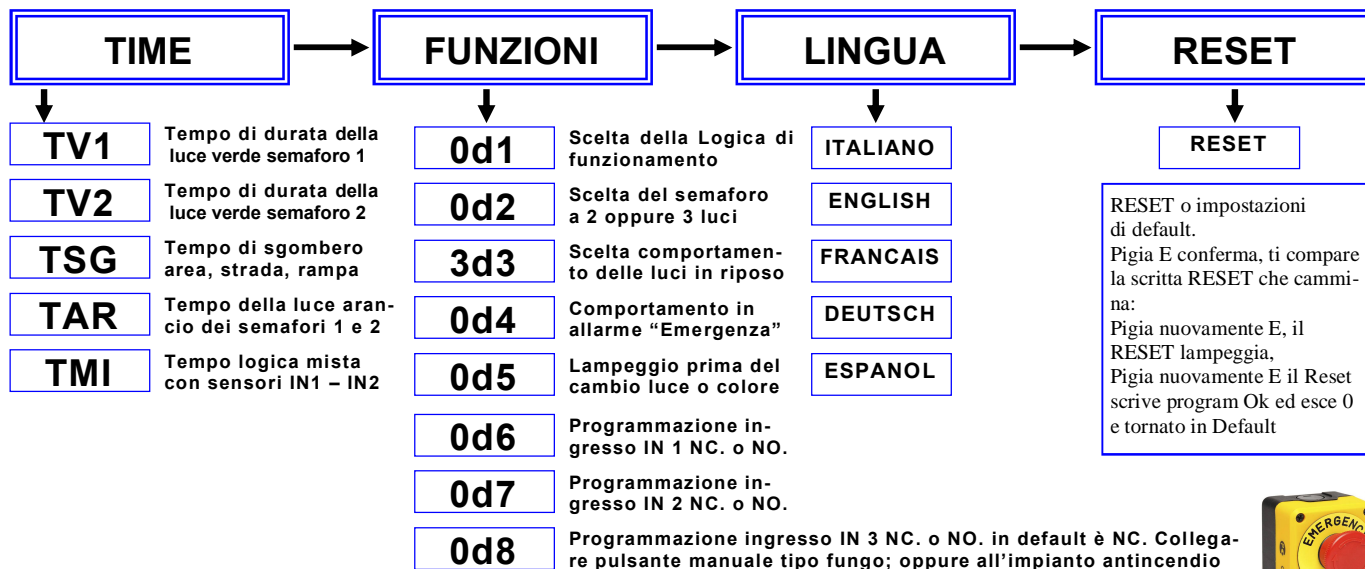 TIME
FUNZIONI
LINGUA
RESET
TV1
Tempo di durata della
luce verde semaforo 1
TV2
Tempo di durata della
luce verde semaforo 2
TSG
Tempo di sgombero
area, strada, rampa
TAR
Tempo della luce aran-
cio dei semafori 1 e 2
TMI
Tempo logica mista
con sensori IN1 – IN2
0d1
Scelta della Logica di
funzionamento
0d2
Scelta del semaforo
a 2 oppure 3 luci
3d3
Scelta comportamen-
to delle luci in riposo
0d4
Comportamento in
allarme “Emergenza”
0d5
Lampeggio prima del
cambio luce o colore
0d6
Programmazione in-
gresso IN 1 NC. o NO.
0d7
Programmazione in-
gresso IN 2 NC. o NO.
0d8
Programmazione ingresso IN 3 NC. o NO. in default è NC. Collega-
re pulsante manuale tipo fungo; oppure all’impianto antincendio
ITALIANO
ENGLISH
FRANCAIS
DEUTSCH
ESPANOL
RESET
RESET o impostazioni
di default.
Pigia E conferma, ti compare
la scritta RESET che cammi-
na:
Pigia nuovamente E, il
RESET lampeggia,
Pigia nuovamente E il Reset
scrive program Ok ed esce 0
e tornato in Default